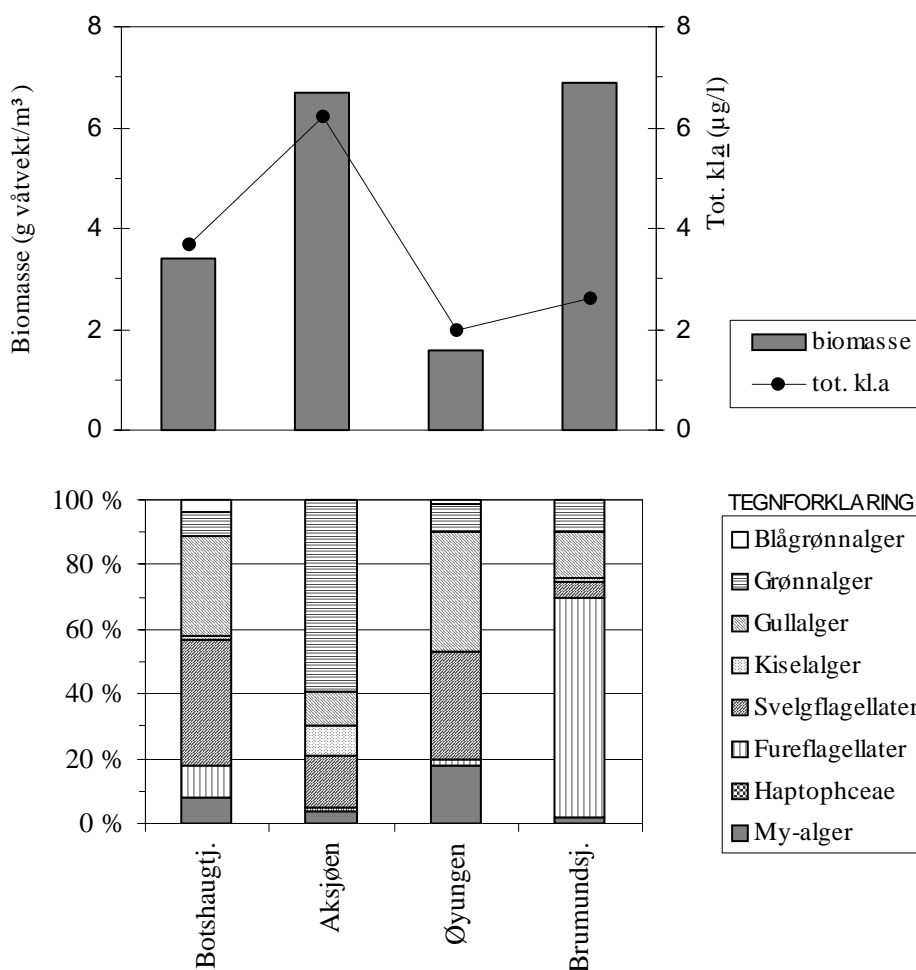 8
6
4
2
0
Biomasse (g våtvekt/m³)
8
6
4
2
0
Tot. kla (µg/l)
biomasse
tot. kl.a
100 %
80 %
60 %
40 %
20 %
0 %
Botshaugtj.
Aksjøen
Øyungen
Brumundsj.
TEGNFORKLARING
Blågrønnalger
Grønnalger
Gullalger
Kiselalger
Svelgflagellater
Fureflagellater
Haptophceae
My-alger